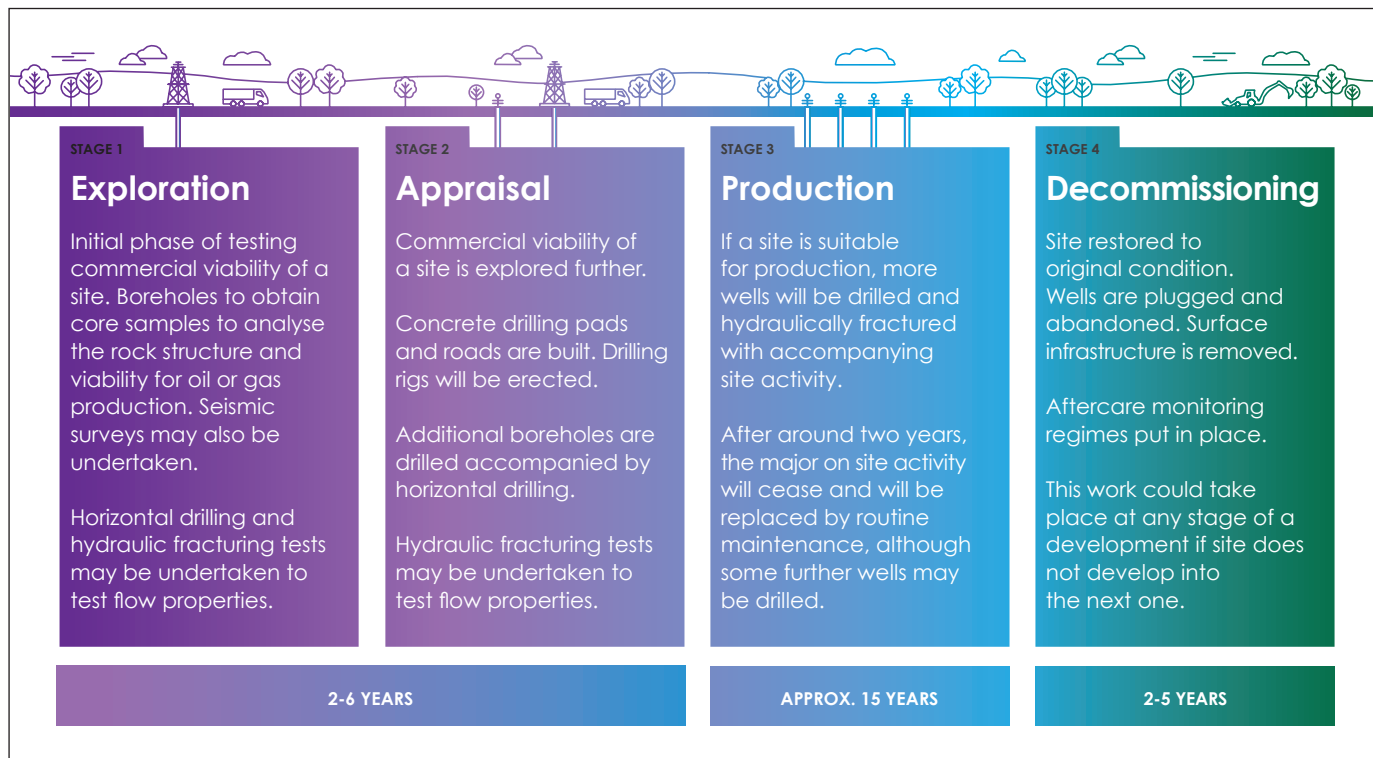 STAGE 1
Exploration
Initial phase of testing
commercial viability of a
site. Boreholes to obtain
core samples to analyse
the rock structure and
viability for oil or gas
production. Seismic
surveys may also be
undertaken.
Horizontal drilling and
hydraulic fracturing tests
may be undertaken to
test flow properties.
STAGE 2
Appraisal
Commercial viability of
a site is explored further.
Concrete drilling pads
and roads are built. Drilling
rigs will be erected.
Additional boreholes are
drilled accompanied by
horizontal drilling.
Hydraulic fracturing tests
may be undertaken to
test flow properties.
STAGE 3
Production
If a site is suitable
for production, more
wells will be drilled and
hydraulically fractured
with accompanying
site activity.
After around two years,
the major on site activity
will cease and will be
replaced by routine
maintenance, although
some further wells may
be drilled.
STAGE 4
Decommissioning
Site restored to
original condition.
Wells are plugged and
abandoned. Surface
infrastructure is removed.
Aftercare monitoring
regimes put in place.
This work could take
place at any stage of a
development if site does
not develop into
the next one.
2-6 YEARS
APPROX. 15 YEARS
2-5 YEARS